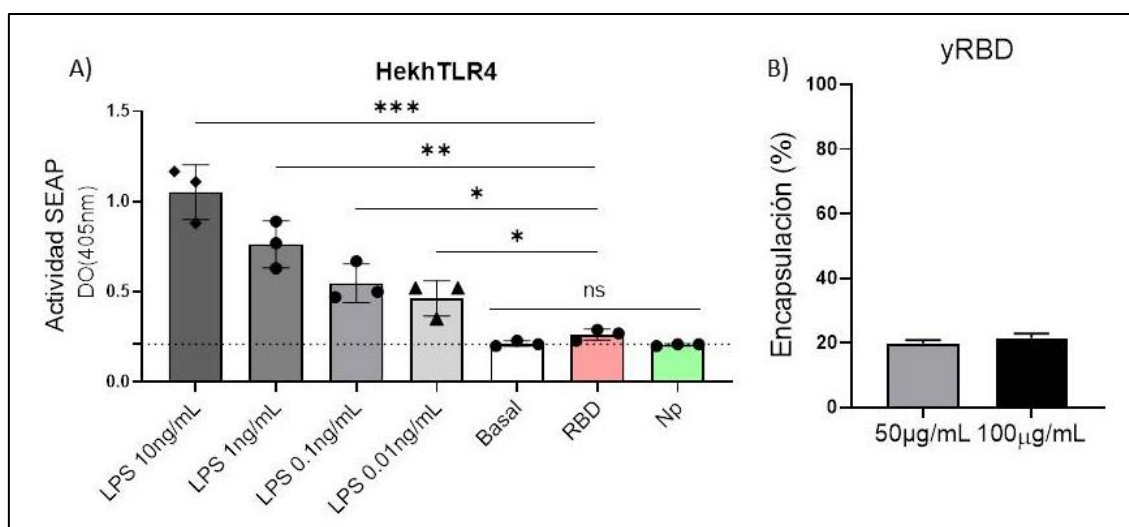 A)
HekhTLR4
***
**
*
*
ns
Actividad SEAP
DO(405nm)
1.5
1.0
0.5
0.0
LPS 10ng/mL
LPS 1ng/mL
LPS 0.1ng/mL
LPS 0.01ng/mL
Basal
RBD
Np
B)
yRBD
Encapsulación (%)
100
80
60
40
20
0
50µg/mL 100µg/mL